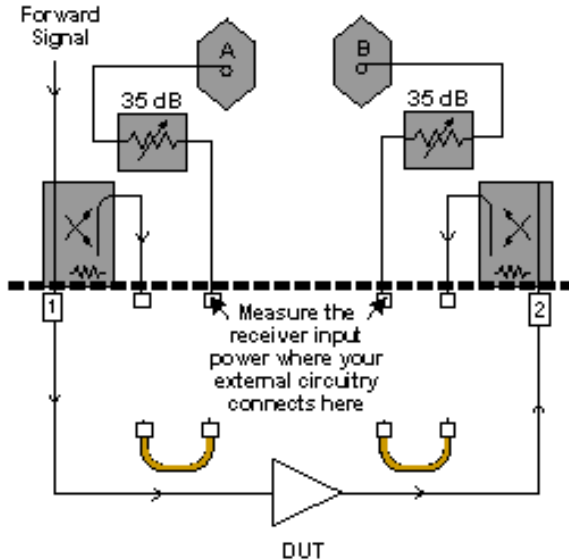 Forward
Signal
A
B
35 dB
35 dB
1
2
Measure the
receiver input
power where your
external circuitry
connects here
DUT